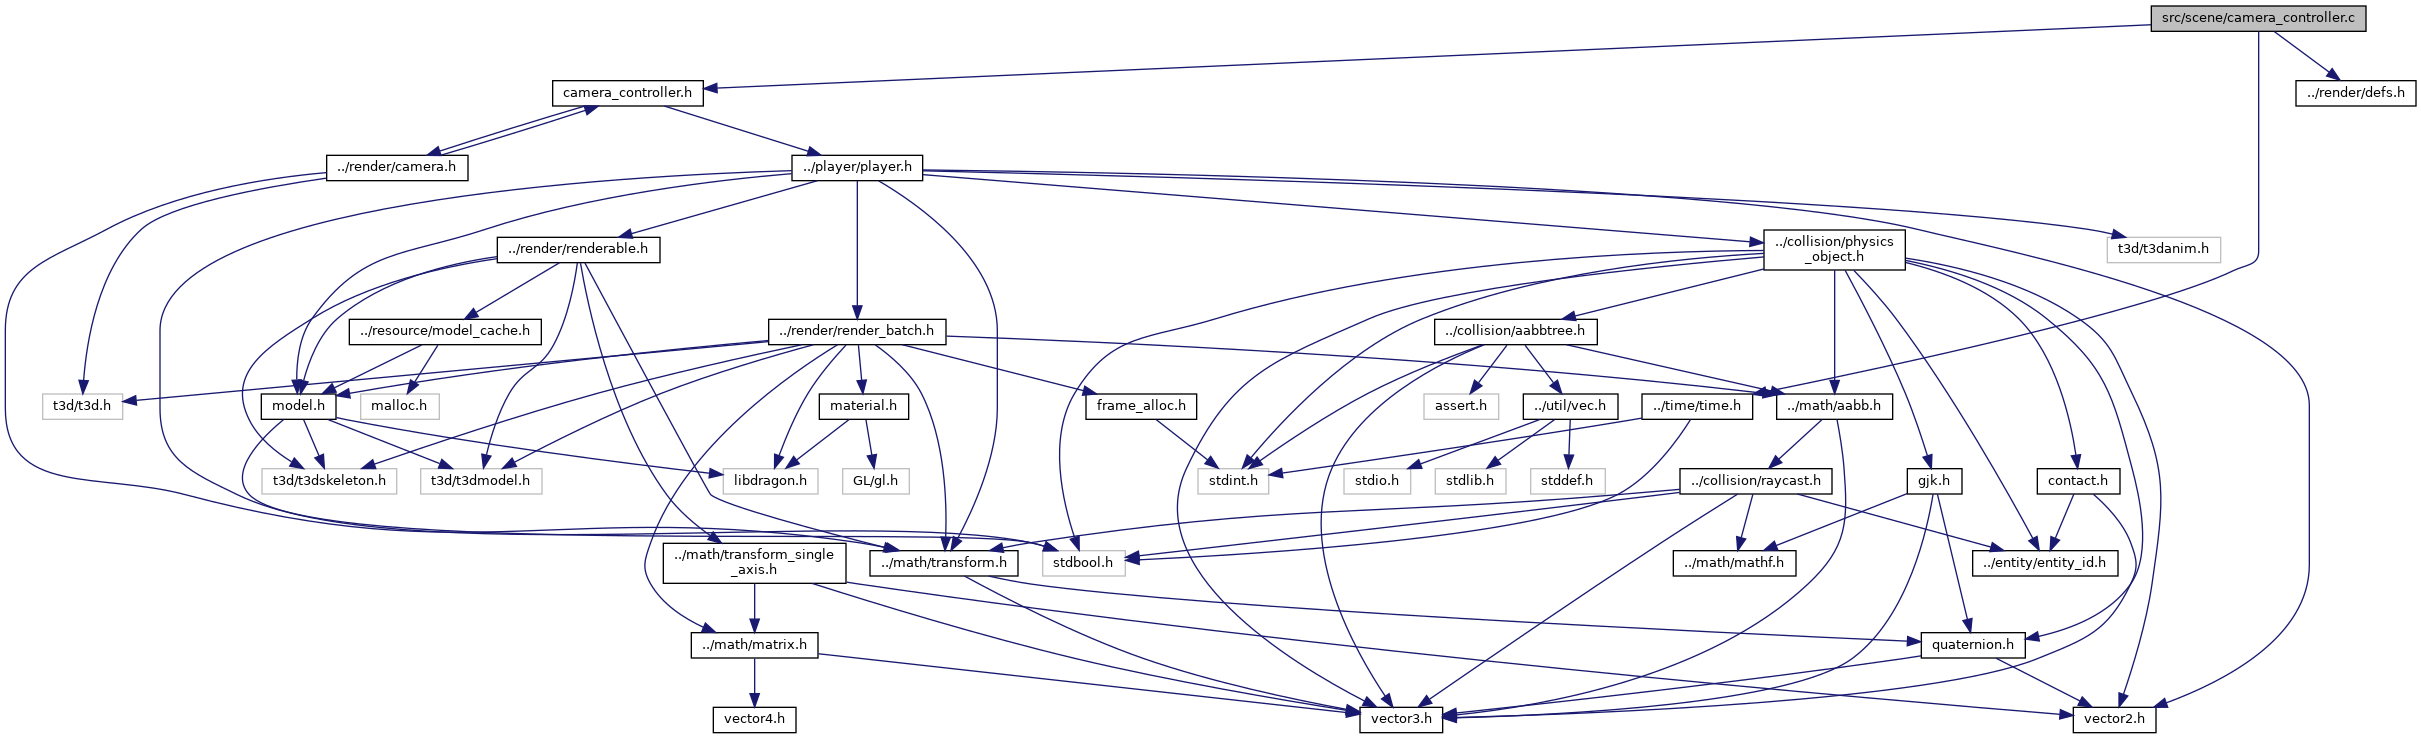 src/scene/camera_controller.c
camera_controller.h
../render/defs.h
../render/camera.h
../player/player.h
../render/renderable.h
../collision/physics
_object.h
t3d/t3danim.h
../resource/model_cache.h
../render/render_batch.h
../collision/aabbtree.h
t3d/t3d.h
model.h
malloc.h
material.h
frame_alloc.h
assert.h
../util/vec.h
../time/time.h
../math/aabb.h
t3d/t3dskeleton.h
t3d/t3dmodel.h
libdragon.h
GL/gl.h
stdint.h
stdio.h
stdlib.h
stddef.h
../collision/raycast.h
gjk.h
contact.h
../math/transform_single
_axis.h
../math/transform.h
stdbool.h
../math/mathf.h
../entity/entity_id.h
../math/matrix.h
quaternion.h
vector4.h
vector3.h
vector2.h